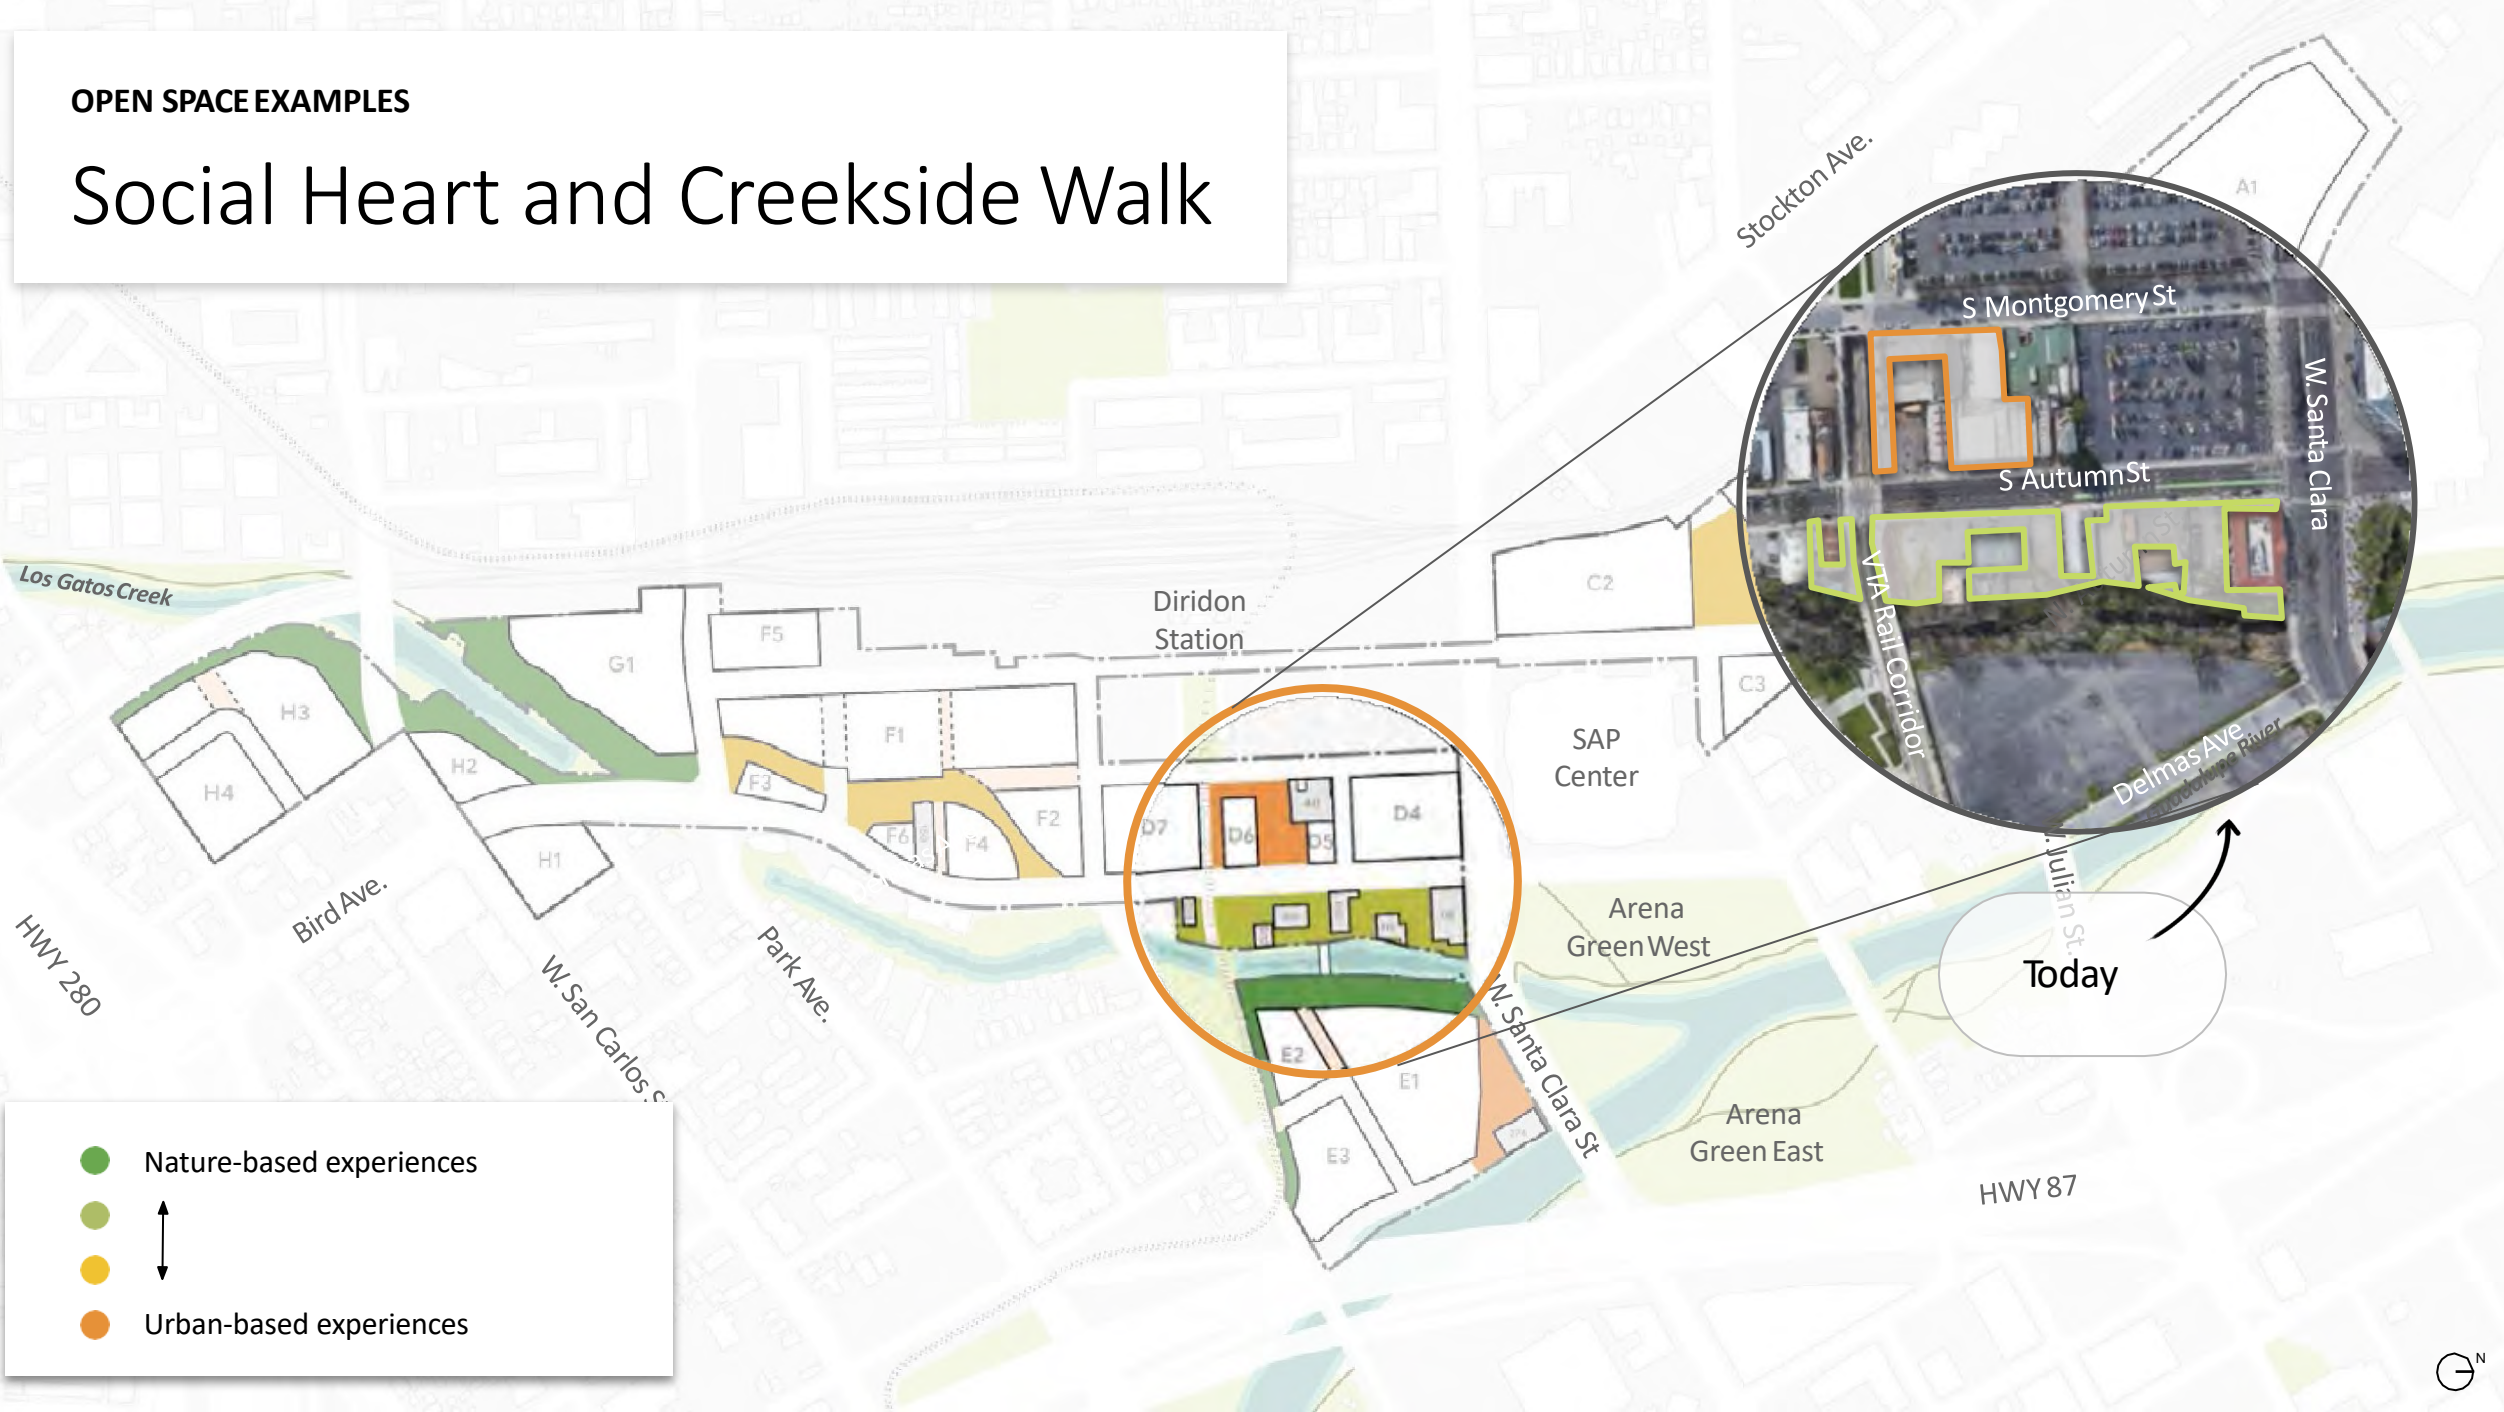 OPEN SPACE EXAMPLES
Social Heart and Creekside Walk
Stockton Ave.
A1
S Montgomery St
W. Santa Clara
S Autumn St
VTA Rail Corridor
Delmas Ave
Los Gatos Creek
Diridon
Station
C2
C3
F5
G1
H3
F1
SAP
Center
H2
H4
F3
F2
F6
F4
D7
D6
40
D5
D4
H1
Bird Ave.
HWY 280
W. San Carlos S
Park Ave.
Arena
Green West
Julian St.
Today
W. Santa Clara St
E2
E1
E3
Arena
Green East
HWY 87
Nature-based experiences
Urban-based experiences
N